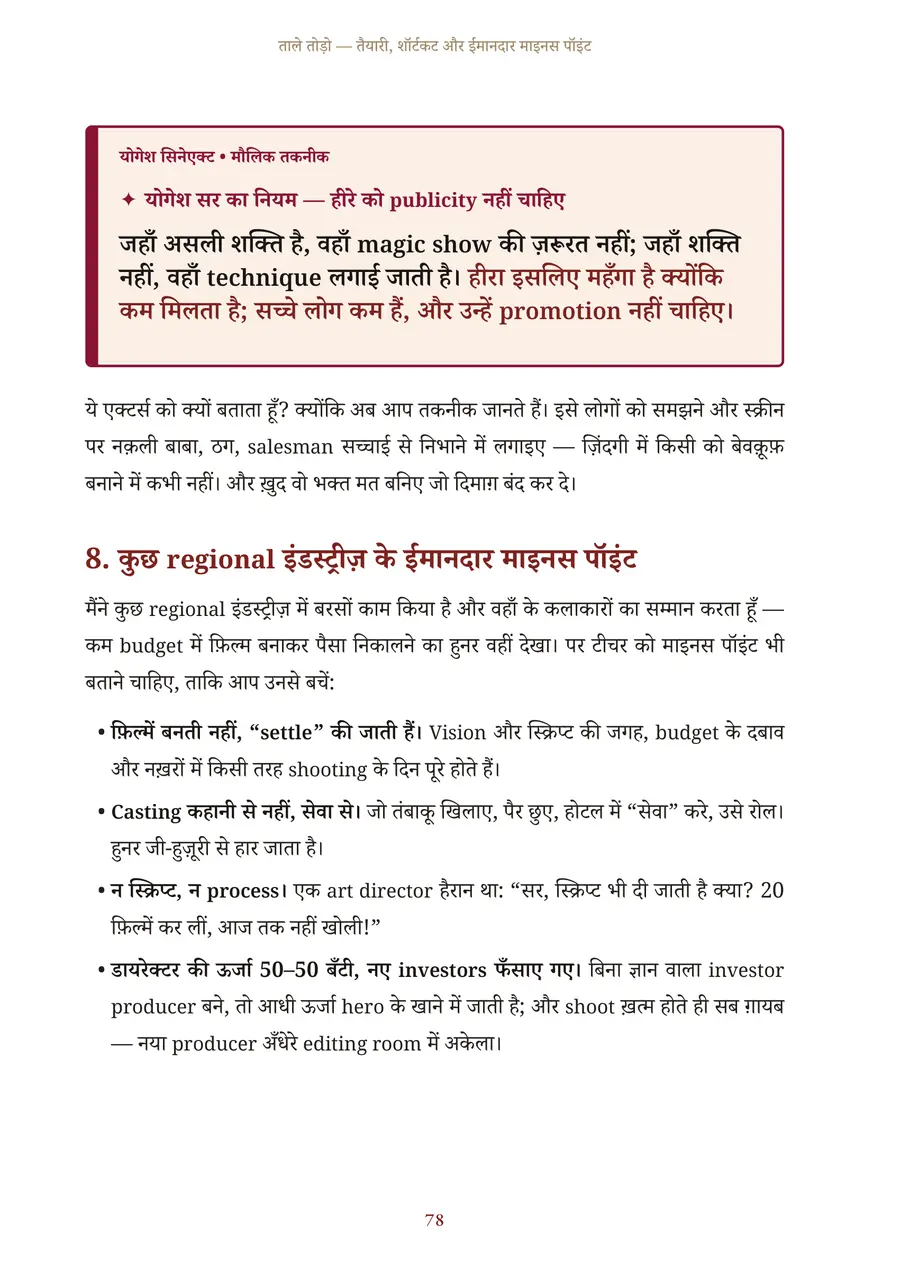 ताले तोड़ो — तैयारी, शॉर्टकट और ईमानदार माइनस पॉइंट
योगेश सिनेएक्ट • मौलिक तकनीक
✦ योगेश सर का नियम — हीरे को publicity नहीं चाहिए
जहाँ असली शक्ति है, वहाँ magic show की ज़रूरत नहीं; जहाँ शक्ति
नहीं, वहाँ technique लगाई जाती है। हीरा इसलिए महँगा है क्योंकि
कम मिलता है; सच्चे लोग कम हैं, और उन्हें promotion नहीं चाहिए।
ये एक्टर्स को क्यों बताता हूँ? क्योंकि अब आप तकनीक जानते हैं। इसे लोगों को समझने और स्क्रीन
पर नक़ली बाबा, ठग, salesman सच्चाई से निभाने में लगाइए — ज़िंदगी में किसी को बेवक़ूफ़
बनाने में कभी नहीं। और ख़ुद वो भक्त मत बनिए जो दिमाग़ बंद कर दे।
8. कुछ regional इंडस्ट्रीज़ के ईमानदार माइनस पॉइंट
मैंने कुछ regional इंडस्ट्रीज़ में बरसों काम किया है और वहाँ के कलाकारों का सम्मान करता हूँ —
कम budget में फ़िल्म बनाकर पैसा निकालने का हुनर वहीं देखा। पर टीचर को माइनस पॉइंट भी
बताने चाहिए, ताकि आप उनसे बचें:
• फ़िल्में बनती नहीं, “settle” की जाती हैं। Vision और स्क्रिप्ट की जगह, budget के दबाव
और नख़रों में किसी तरह shooting के दिन पूरे होते हैं।
• Casting कहानी से नहीं, सेवा से। जो तंबाकू खिलाए, पैर छुए, होटल में “सेवा” करे, उसे रोल।
हुनर जी-हुज़ूरी से हार जाता है।
• न स्क्रिप्ट, न process। एक art director हैरान था: “सर, स्क्रिप्ट भी दी जाती है क्या? 20
फ़िल्में कर लीं, आज तक नहीं खोली!”
• डायरेक्टर की ऊर्जा 50–50 बँटी, नए investors फँसाए गए। बिना ज्ञान वाला investor
producer बने, तो आधी ऊर्जा hero के खाने में जाती है; और shoot ख़त्म होते ही सब ग़ायब
— नया producer अँधेरे editing room में अकेला।
78